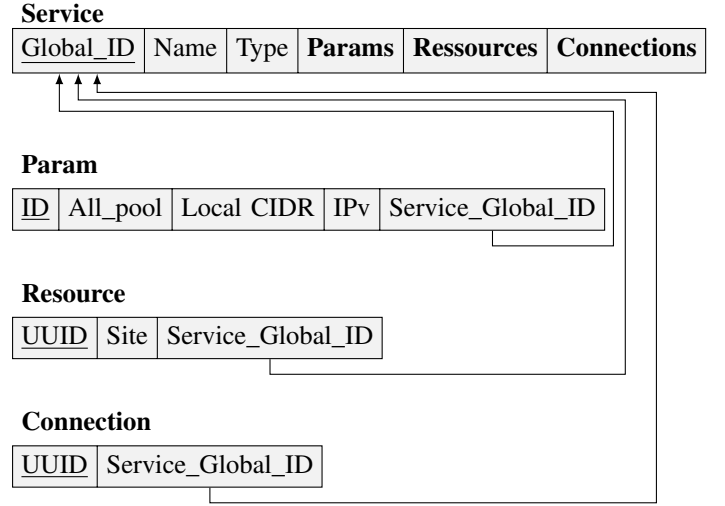 Service
Global_ID Name Type Params Ressources Connections
Param
ID All_pool Local CIDR IPv Service_Global_ID
Resource
UUID Site Service_Global_ID
Connection
UUID Service_Global_ID